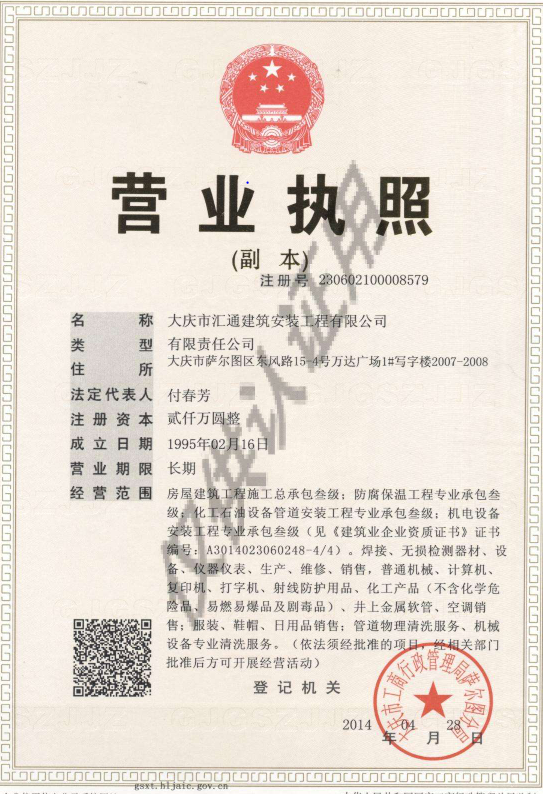 营业执照
(副 本)
注册号 230602100008579
名 称 大庆市汇通建筑安装工程有限公司
类 型 有限责任公司
住 所 大庆市萨尔图区东风路15-4号万达广场1#写字楼2007-2008
法定代表人 付春芳
注册资本 贰仟万圆整
成立日期 1995年02月16日
营业期限 长期
经营范围 房屋建筑工程施工总承包叁级；防腐保温工程专业承包叁
级；化工石油设备管道安装工程专业承包叁级；机电设备
安装工程专业承包叁级（见《建筑业企业资质证书》证书
编号：A3014023060248-4/4）。焊接、无损检测器材、设
备、仪器仪表、生产、维修、销售，普通机械、计算机、
复印机、打字机、射线防护用品、化工产品（不含化学危
险品、易燃易爆品及剧毒品）、井上金属软管、空调销
售；服装、鞋帽、日用品销售；管道物理清洗服务、机械
设备专业清洗服务。（依法须经批准的项目，经相关部门
批准后方可开展经营活动）
仅供认证用
登记机关
大庆市工商行政管理局萨尔图分局
2014 04 28
年 月 日
gsxt.hljaic.gov.cn